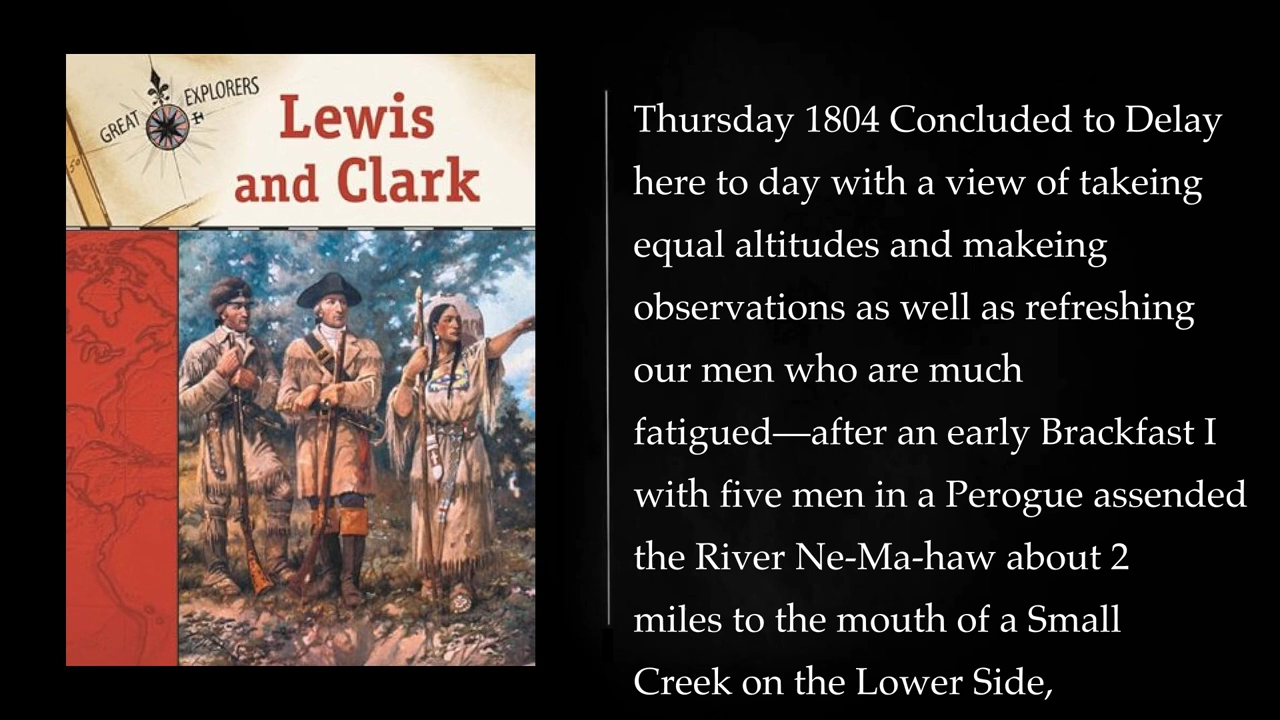 GREAT EXPLORERS
Lewis
and Clark
50
Thursday 1804 Concluded to Delay
here to day with a view of takeing
equal altitudes and makeing
observations as well as refreshing
our men who are much
fatigued—after an early Brackfast I
with five men in a Perogue assended
the River Ne-Ma-haw about 2
miles to the mouth of a Small
Creek on the Lower Side,